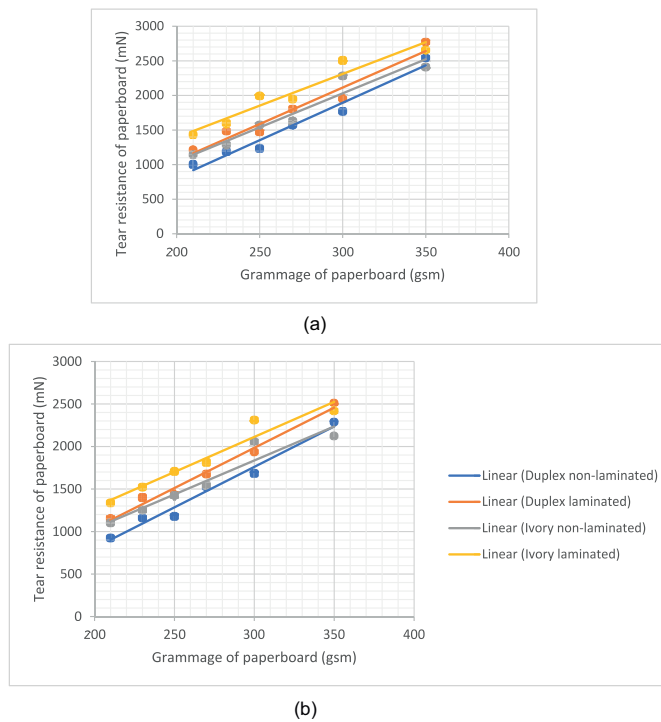 Tear resistance of paperboard (mN)
3000
2500
2000
1500
1000
500
0
200 250 300 350 400
Grammage of paperboard (gsm)
(a)
Tear resistance of paperboard (mN)
3000
2500
2000
1500
1000
500
0
200 250 300 350 400
Grammage of paperboard (gsm)
Linear (Duplex non-laminated)
Linear (Duplex laminated)
Linear (Ivory non-laminated)
Linear (Ivory laminated)
(b)